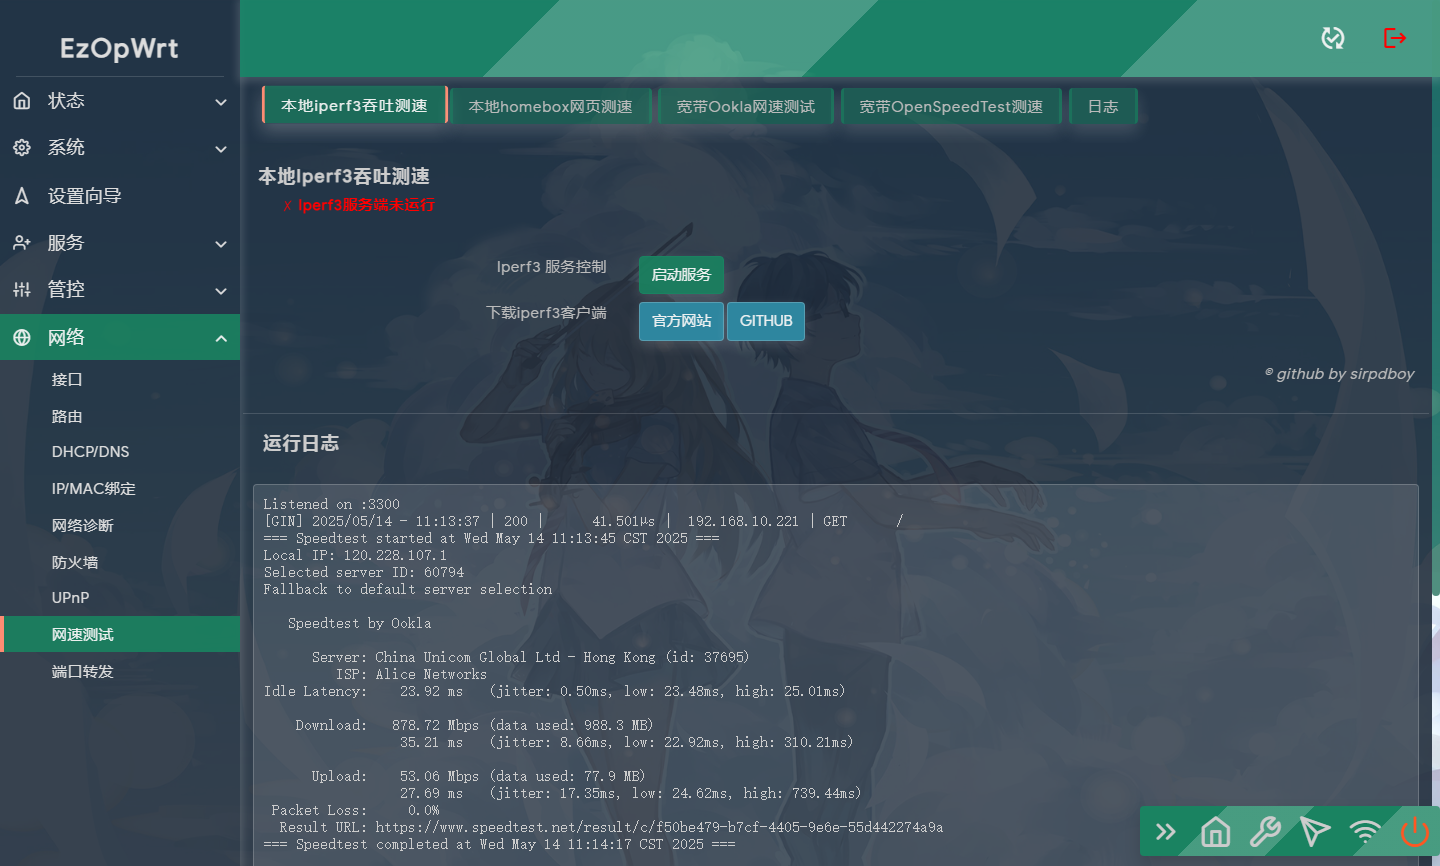 EzOpWrt
状态
系统
设置向导
服务
管控
网络
接口
路由
DHCP/DNS
IP/MAC绑定
网络诊断
防火墙
UPnP
网速测试
端口转发
本地iperf3吞吐测速
本地homebox网页测速
宽带Ookla网速测试
宽带OpenSpeedTest测速
日志
本地Iperf3吞吐测速
✗ Iperf3服务端未运行
Iperf3 服务控制
启动服务
下载iperf3客户端
官方网站
GITHUB
© github by sirpdboy
运行日志
Listened on :3300
[GIN] 2025/05/14 - 11:13:37 | 200 |      41.501µs |  192.168.10.221 | GET      /
=== Speedtest started at Wed May 14 11:13:45 CST 2025 ===
Local IP: 120.228.107.1
Selected server ID: 60794
Fallback to default server selection
Speedtest by Ookla
Server: China Unicom Global Ltd - Hong Kong (id: 37695)
ISP: Alice Networks
Idle Latency:    23.92 ms   (jitter: 0.50ms, low: 23.48ms, high: 25.01ms)
Download:   878.72 Mbps (data used: 988.3 MB)
35.21 ms   (jitter: 8.66ms, low: 22.92ms, high: 310.21ms)
Upload:    53.06 Mbps (data used: 77.9 MB)
27.69 ms   (jitter: 17.35ms, low: 24.62ms, high: 739.44ms)
Packet Loss:     0.0%
Result URL: https://www.speedtest.net/result/c/f50be479-b7cf-4405-9e6e-55d442274a9a
=== Speedtest completed at Wed May 14 11:14:17 CST 2025 ===